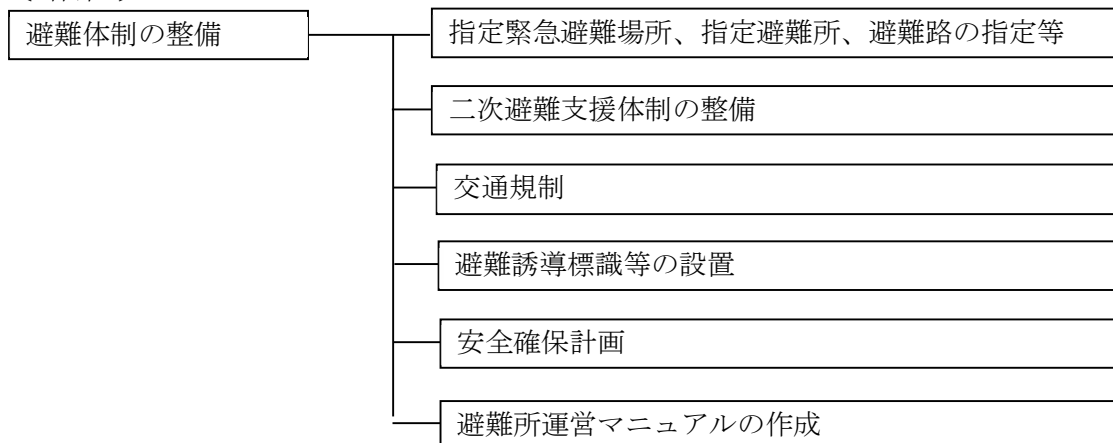 避難体制の整備
指定緊急避難場所、指定避難所、避難路の指定等
二次避難支援体制の整備
交通規制
避難誘導標識等の設置
安全確保計画
避難所運営マニュアルの作成